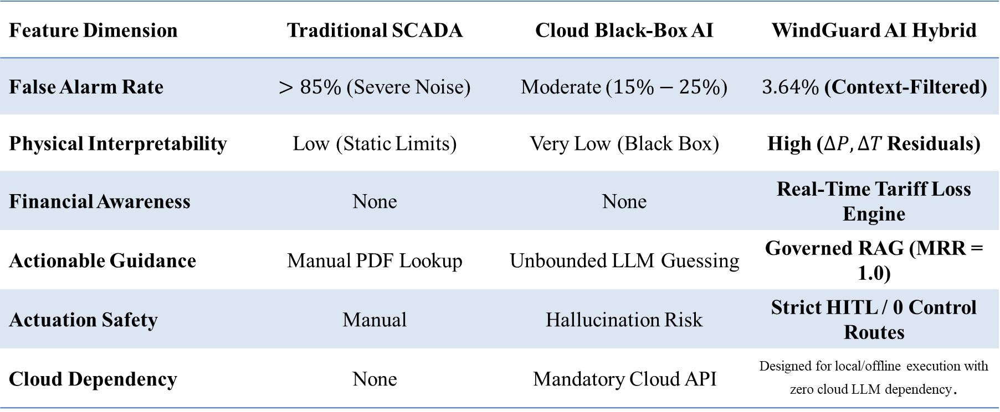 Feature Dimension Traditional SCADA Cloud Black-Box AI WindGuard AI Hybrid
False Alarm Rate > 85% (Severe Noise) Moderate (15% − 25%) 3.64% (Context-Filtered)
Physical Interpretability Low (Static Limits) Very Low (Black Box) High (ΔP, ΔT Residuals)
Financial Awareness None None Real-Time Tariff Loss
Engine
Actionable Guidance Manual PDF Lookup Unbounded LLM Guessing Governed RAG (MRR =
1.0)
Actuation Safety Manual Hallucination Risk Strict HITL / 0 Control
Routes
Cloud Dependency None Mandatory Cloud API Designed for local/offline execution with
zero cloud LLM dependency.